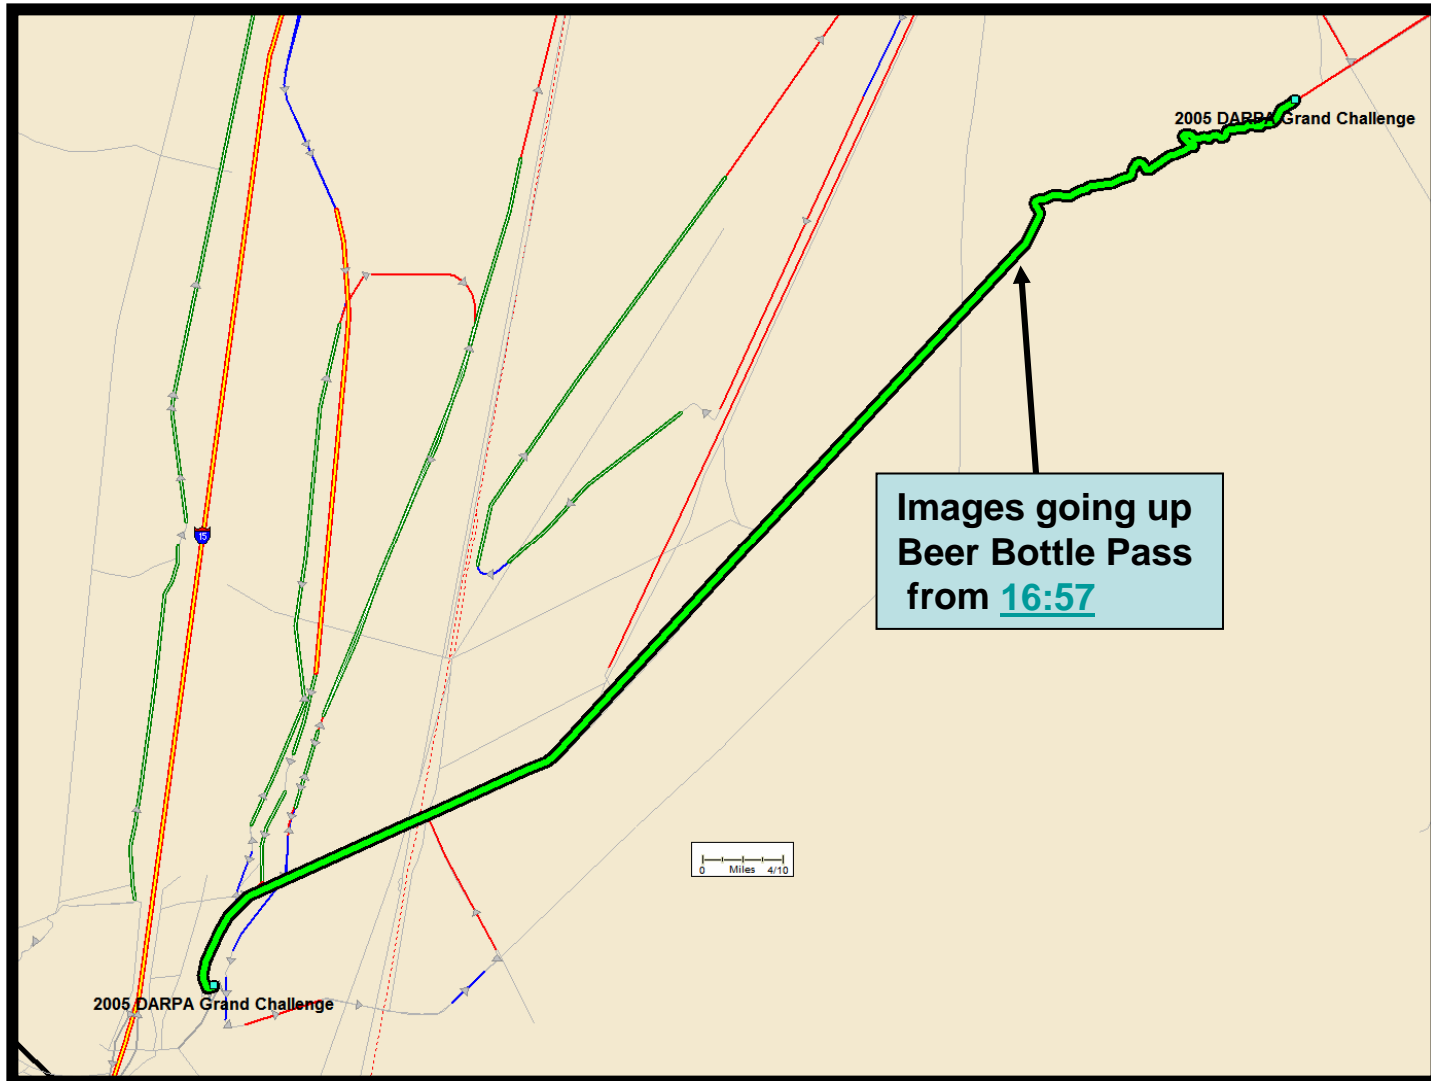 2005 DARPA Grand Challenge
15
Images going up
Beer Bottle Pass
from 16:57
0 Miles 4/10
2005 DARPA Grand Challenge